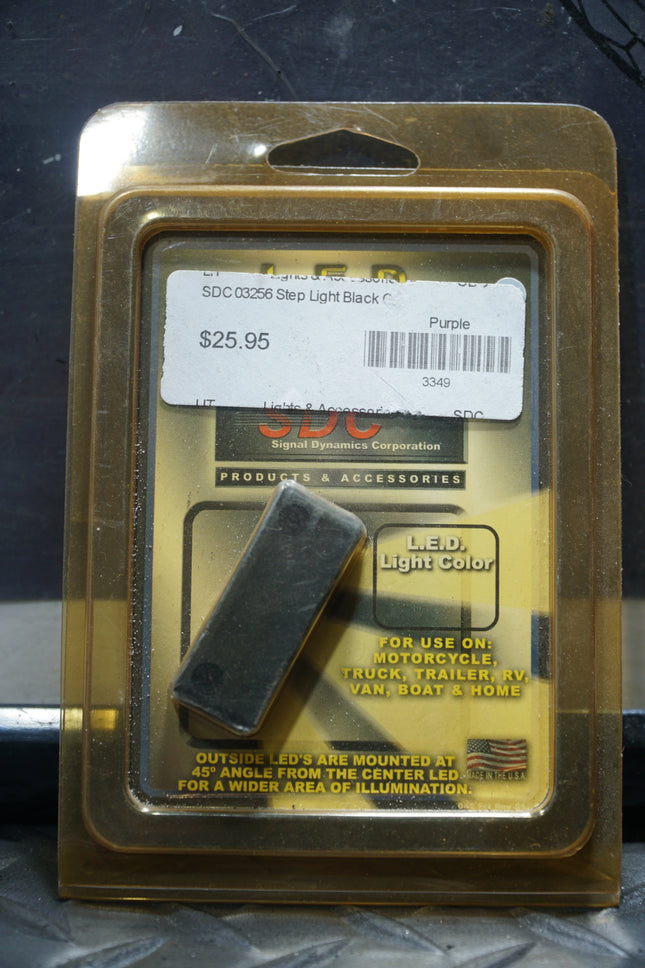 L.E.D.
SDC 03256 Step Light Black
Purple
$25.95
3349
LIT Lights & Accessories SDC
SDC
Signal Dynamics Corporation
PRODUCTS & ACCESSORIES
L.E.D.
Light Color
FOR USE ON:
MOTORCYCLE,
TRUCK, TRAILER, RV,
VAN, BOAT & HOME
OUTSIDE LED'S ARE MOUNTED AT
45º ANGLE FROM THE CENTER LED
FOR A WIDER AREA OF ILLUMINATION.
MADE IN THE U.S.A.